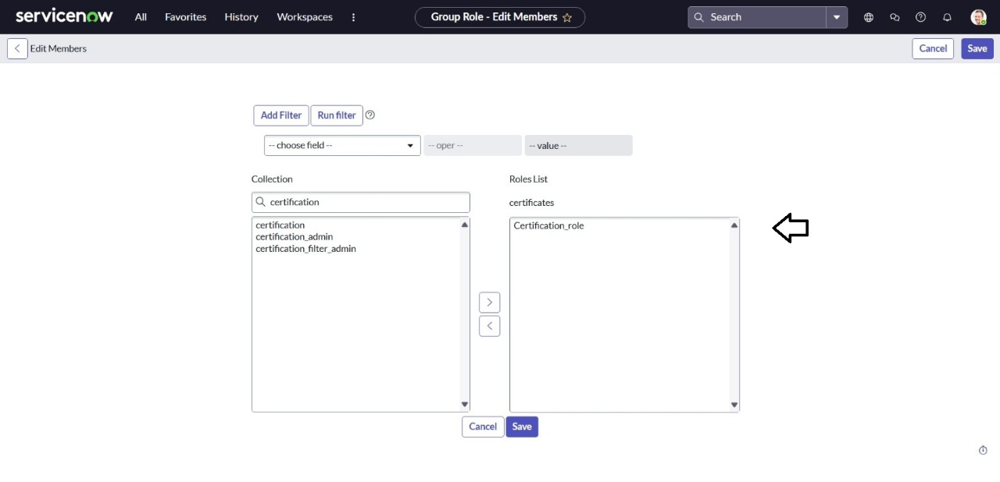 servicenow All Favorites History Workspaces Group Role - Edit Members Search
Edit Members Cancel Save
Add Filter Run filter
-- choose field -- -- oper -- -- value --
Collection Roles List
certification certificates
certification
certification_admin
certification_filter_admin
Certification_role
Cancel Save